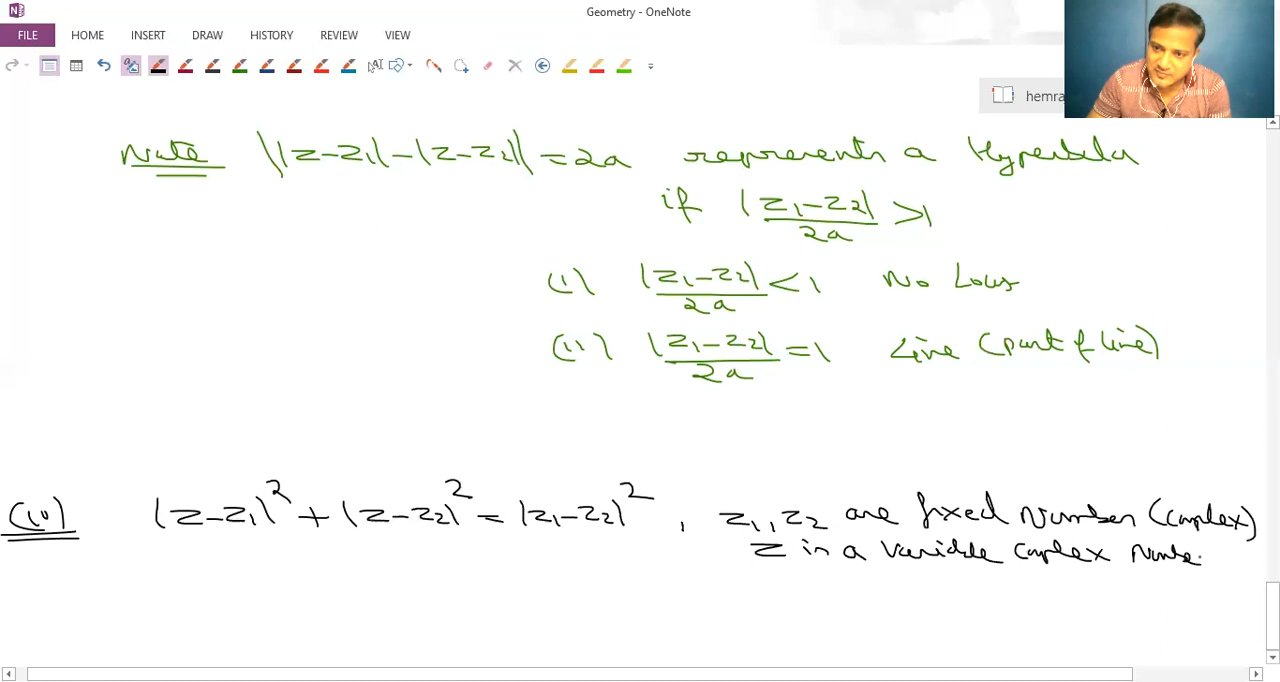 Geometry - OneNote
FILE HOME INSERT DRAW HISTORY REVIEW VIEW
hemra
Note ||z-z₁|-|z-z₂||=2a represents a Hyperbola
if |z₁-z₂|/2a >1
(i) |z₁-z₂|/2a <1 No Locus
(ii) |z₁-z₂|/2a =1 Line (part of line)
(10) |z-z₁|²+|z-z₂|²=|z₁-z₂|², z₁,z₂ are fixed Number (complex)
z is a variable complex